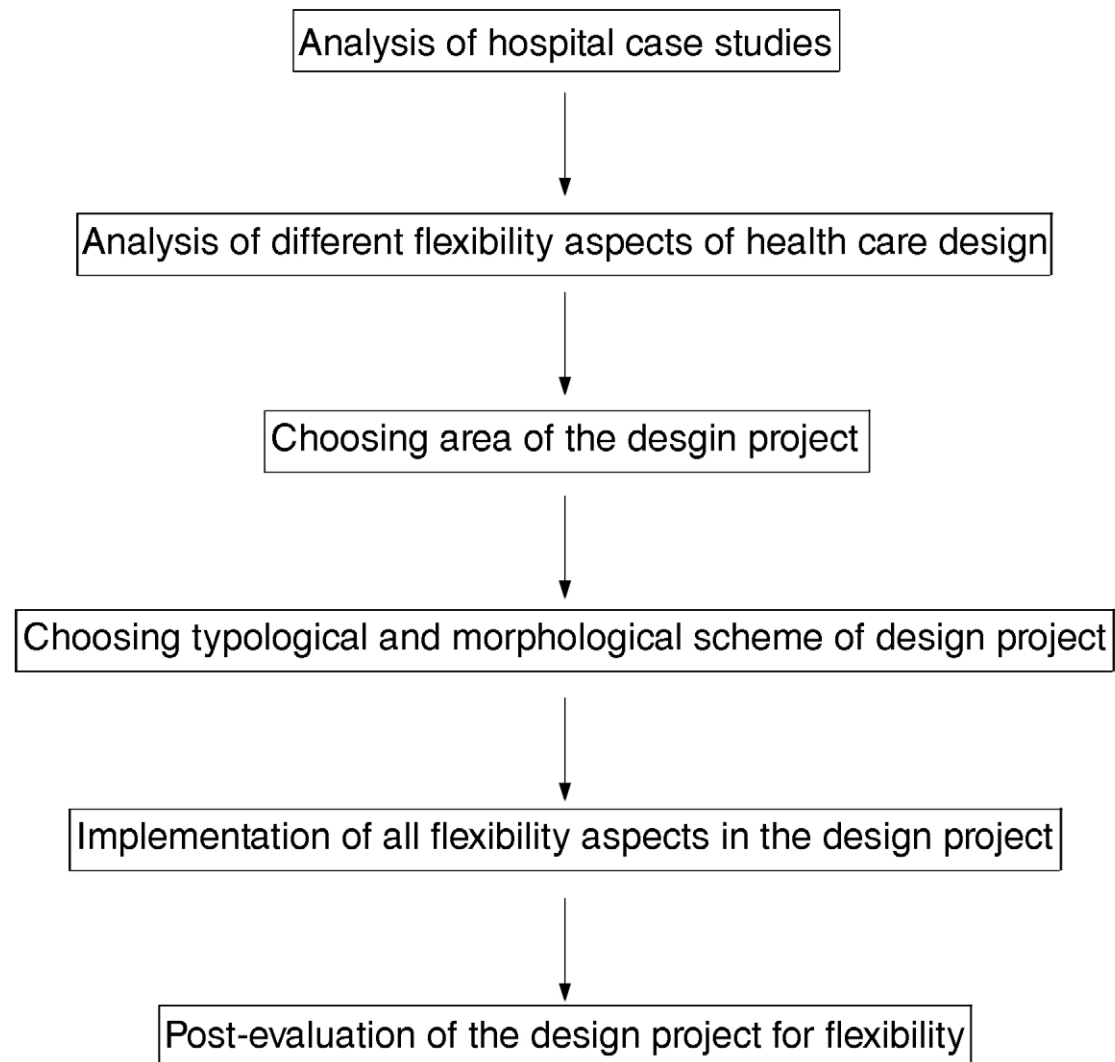 Analysis of hospital case studies
Analysis of different flexibility aspects of health care design
Choosing area of the desgin project
Choosing typological and morphological scheme of design project
Implementation of all flexibility aspects in the design project
Post-evaluation of the design project for flexibility